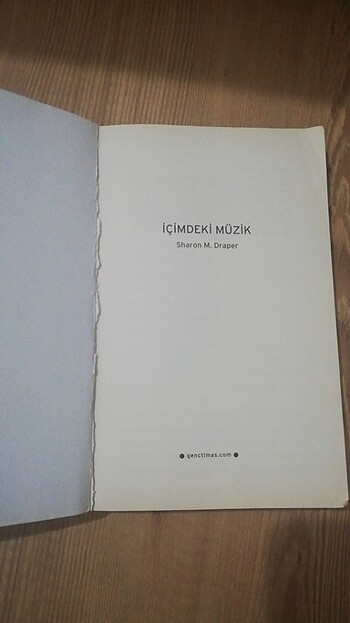 İÇİMDEKİ MÜZİK
Sharon M. Draper
● genctimas.com ●